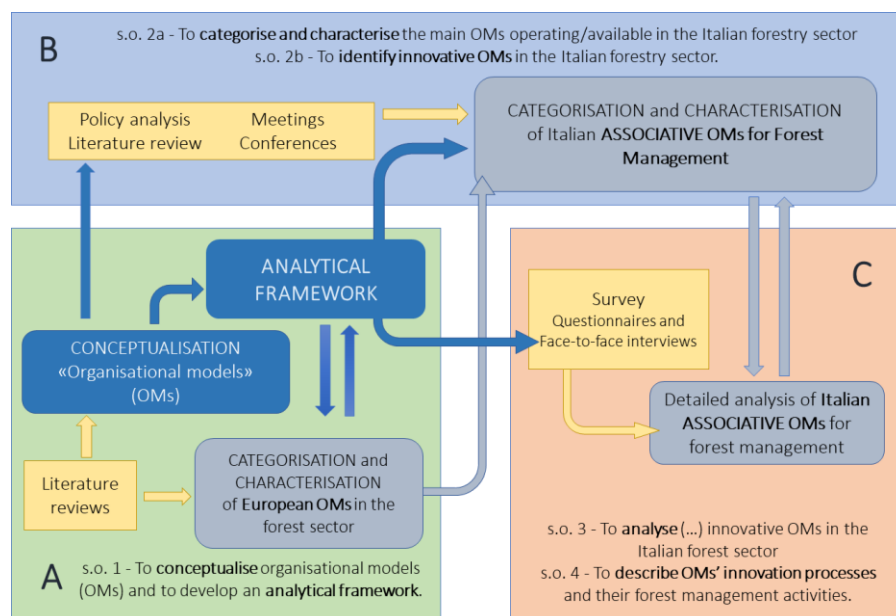 B
s.o. 2a - To categorise and characterise the main OMs operating/available in the Italian forestry sector
s.o. 2b - To identify innovative OMs in the Italian forestry sector.
Policy analysis
Literature review
Meetings
Conferences
CATEGORISATION and CHARACTERISATION
of Italian ASSOCIATIVE OMs for Forest
Management
ANALYTICAL
FRAMEWORK
CONCEPTUALISATION
«Organisational models»
(OMs)
Literature
reviews
CATEGORISATION and
CHARACTERISATION
of European OMs in the
forest sector
A
s.o. 1 - To conceptualise organisational models
(OMs) and to develop an analytical framework.
C
Survey
Questionnaires and
Face-to-face interviews
Detailed analysis of Italian
ASSOCIATIVE OMs for
forest management
s.o. 3 - To analyse (...) innovative OMs in the
Italian forest sector
s.o. 4 - To describe OMs' innovation processes
and their forest management activities.